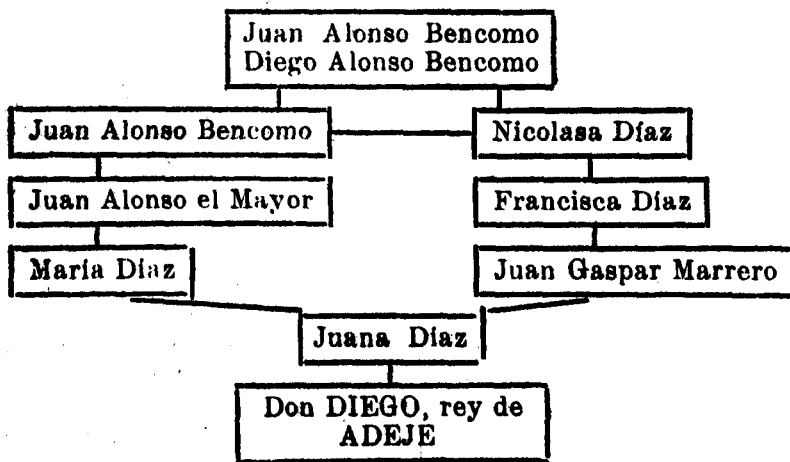 Juan Alonso Bencomo
Diego Alonso Bencomo
Juan Alonso Bencomo
Nicolasa Díaz
Juan Alonso el Mayor
Francisca Díaz
María Díaz
Juan Gaspar Marrero
Juana Díaz
Don DIEGO, rey de
ADEJE